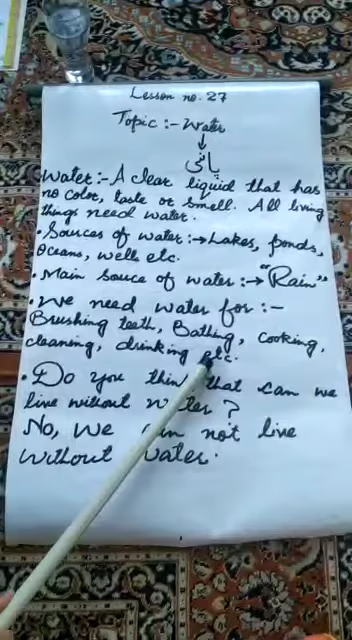 Lesson no. 27
Topic :- Water
↓
پانی
Water:- A clear liquid that has
no color, taste or smell. All living
things need water.
• Sources of water:→ Lakes, ponds,
Oceans, wells etc.
• Main souce of water:→ "Rain"
• We need water for :-
Brushing teeth, Bathing, cooking,
cleaning, drinking etc.
• Do you think that can we
live without water?
No, we can not live
without water.